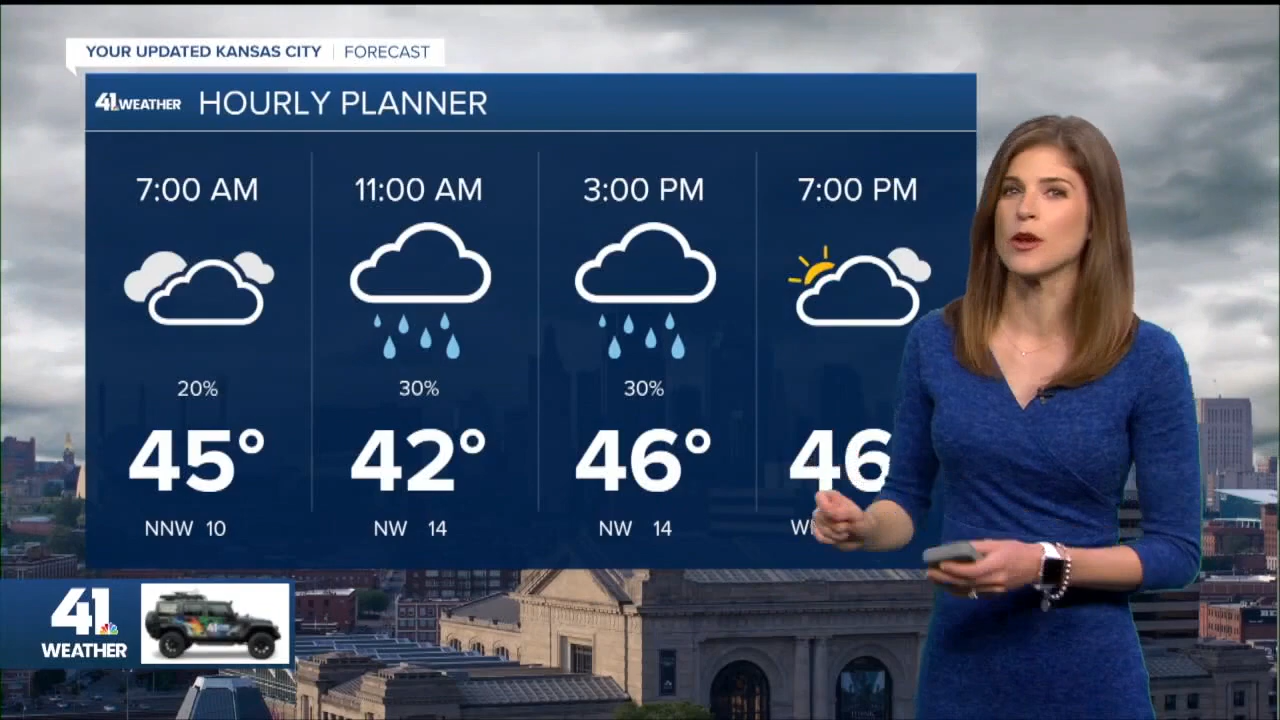 YOUR UPDATED KANSAS CITY | FORECAST
41 WEATHER HOURLY PLANNER
7:00 AM 11:00 AM 3:00 PM 7:00 PM
20% 30% 30%
45° 42° 46° 46
NNW 10 NW 14 NW 14
41
WEATHER